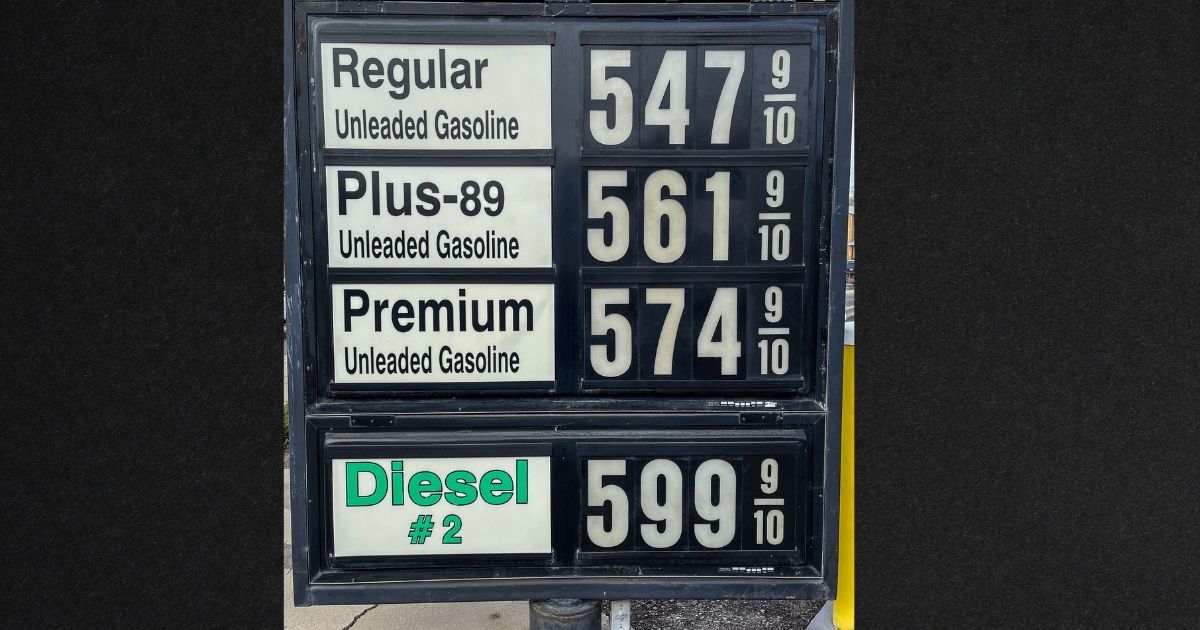 Regular 547 9/10
Unleaded Gasoline
Plus-89 561 9/10
Unleaded Gasoline
Premium 574 9/10
Unleaded Gasoline
Diesel 599 9/10
#2